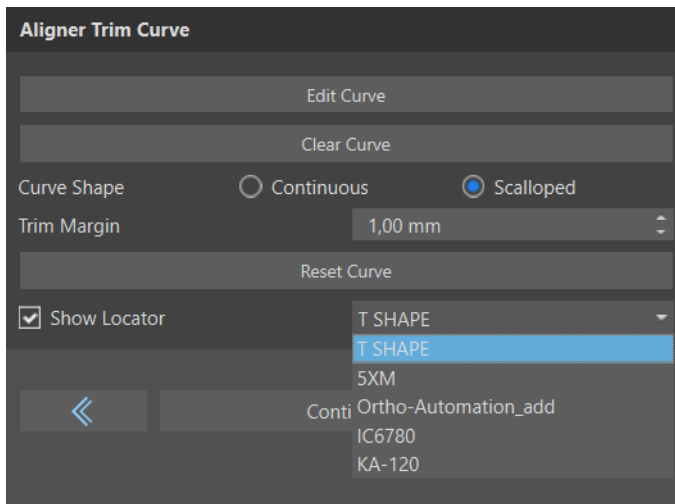 Aligner Trim Curve
Edit Curve
Clear Curve
Curve Shape Continuous Scalloped
Trim Margin 1,00 mm
Reset Curve
Show Locator T SHAPE
T SHAPE
5XM
Conti Ortho-Automation_add
IC6780
KA-120